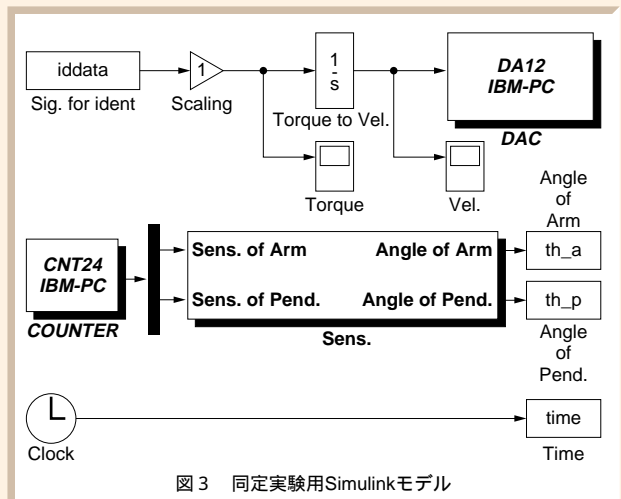 iddata
Sig. for ident
1
Scaling
1
s
Torque to Vel.
DA12
IBM-PC
DAC
Torque
Vel.
CNT24
IBM-PC
COUNTER
Sens. of Arm
Sens. of Pend.
Angle of Arm
Angle of Pend.
Sens.
Angle
of
Arm
th_a
th_p
Angle
of
Pend.
Clock
time
Time
図3 同定実験用Simulinkモデル